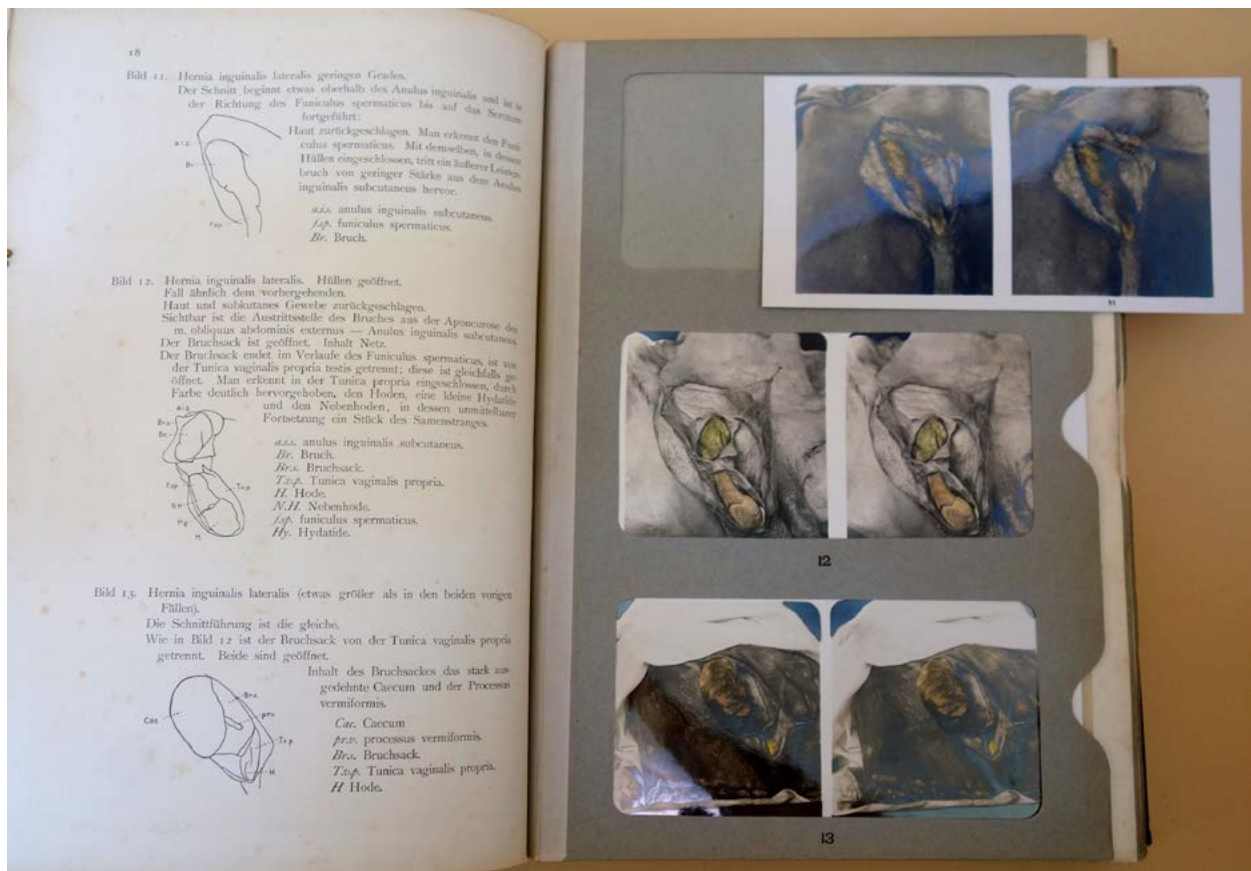 18
Bild 11. Hernia inguinalis lateralis geringen Grades.
Der Schnitt beginnt etwas oberhalb des Anulus inguinalis und ist in
der Richtung des Funiculus spermaticus bis auf das Scrotum
fortgeführt:
Haut zurückgeschlagen. Man erkennt den Funi-
culus spermaticus. Mit demselben, in dessen
Hüllen eingeschlossen, tritt ein äußerer Leisten-
bruch von geringer Stärke aus dem Anulus
inguinalis subcutaneus hervor.
a.i.s.
Br.
f.sp.
a.i.s. anulus inguinalis subcutaneus.
f.sp. funiculus spermaticus.
Br. Bruch.
Bild 12. Hernia inguinalis lateralis. Hüllen geöffnet.
Fall ähnlich dem vorhergehenden.
Haut und subkutanes Gewebe zurückgeschlagen.
Sichtbar ist die Austrittsstelle des Bruches aus der Aponeurose des
m. obliquus abdominis externus — Anulus inguinalis subcutaneus.
Der Bruchsack ist geöffnet. Inhalt Netz.
Der Bruchsack endet im Verlaufe des Funiculus spermaticus, ist von
der Tunica vaginalis propria testis getrennt; diese ist gleichfalls ge-
öffnet. Man erkennt in der Tunica propria eingeschlossen, durch
Farbe deutlich hervorgehoben, den Hoden, eine kleine Hydatide
und den Nebenhoden, in dessen unmittelbarer
Fortsetzung ein Stück des Samenstranges.
a.i.s.
Br.s.
Br.
f.sp.
T.v.p.
N.H.
Hy.
H.
a.i.s. anulus inguinalis subcutaneus.
Br. Bruch.
Br.s. Bruchsack.
T.v.p. Tunica vaginalis propria.
H. Hode.
N.H. Nebenhode.
f.sp. funiculus spermaticus.
Hy. Hydatide.
Bild 13. Hernia inguinalis lateralis (etwas größer als in den beiden vorigen
Fällen).
Die Schnittführung ist die gleiche.
Wie in Bild 12 ist der Bruchsack von der Tunica vaginalis propria
getrennt. Beide sind geöffnet.
Inhalt des Bruchsackes das stark aus-
gedehnte Caecum und der Processus
vermiformis.
Cae.
Br.s.
pr.v.
T.v.p.
H.
Cae. Caecum
pr.v. processus vermiformis.
Br.s. Bruchsack.
T.v.p. Tunica vaginalis propria.
H Hode.
12
13